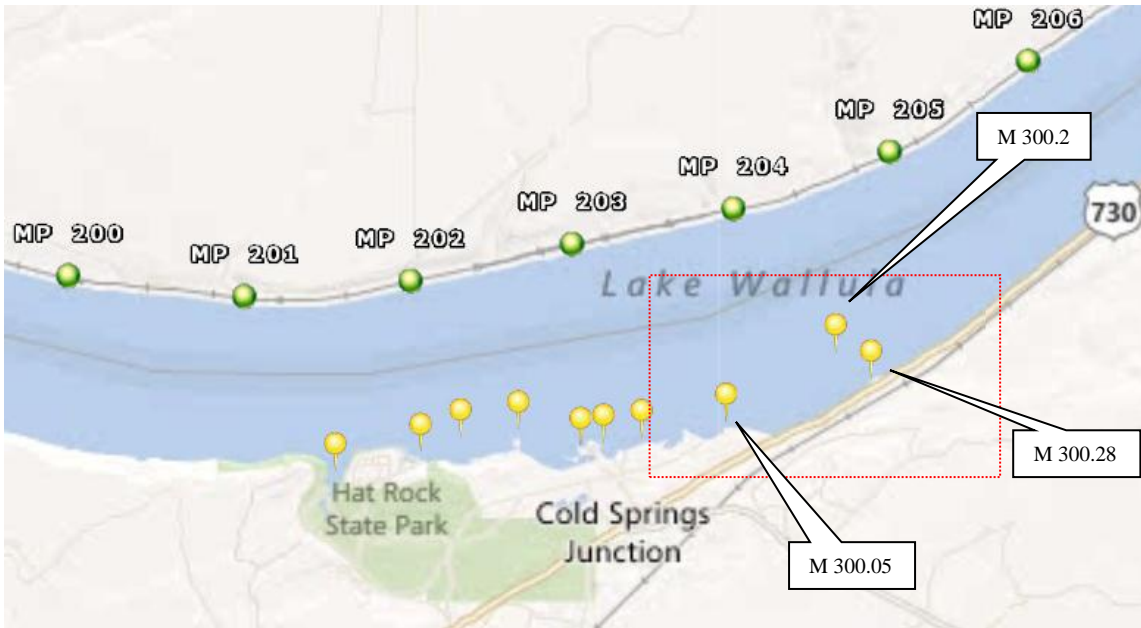 MP 206
MP 205
M 300.2
MP 204
730
MP 203
MP 200
MP 202
MP 201
Lake Wallula
M 300.28
Hat Rock
State Park
Cold Springs
Junction
M 300.05